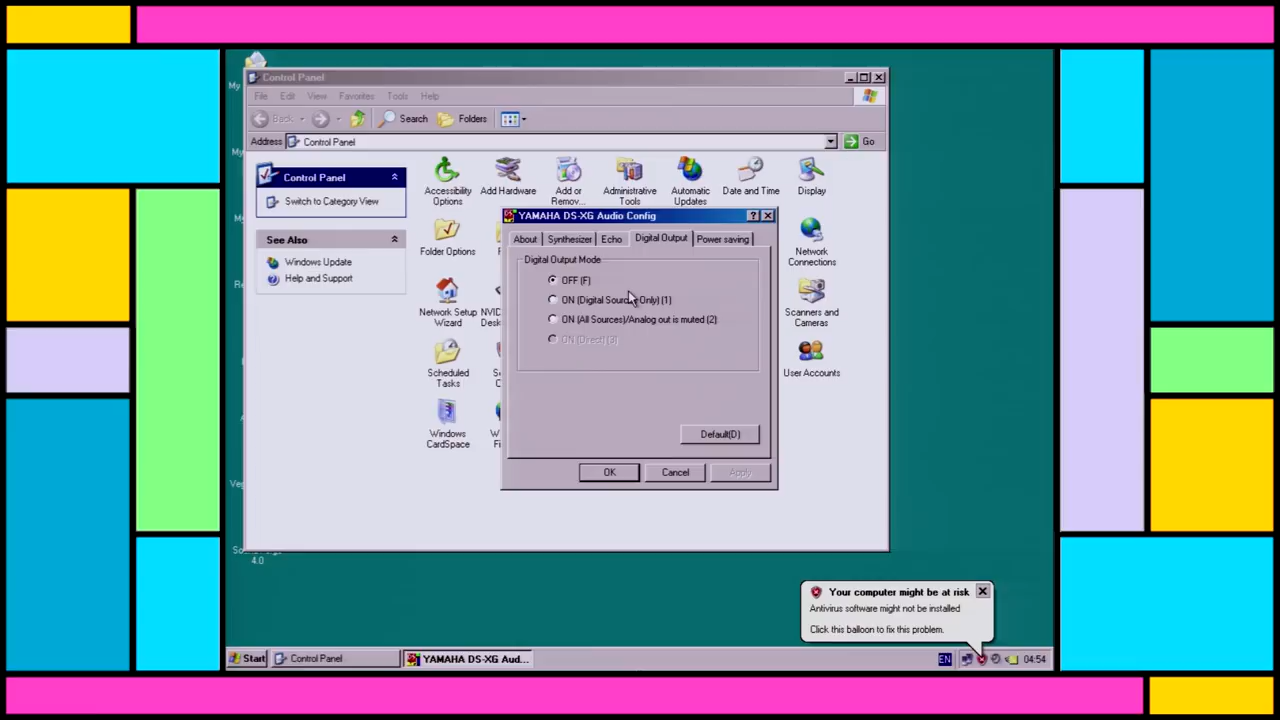 My
Control Panel
File Edit View Favorites Tools Help
Back Search Folders
Address Control Panel Go
Control Panel
Switch to Category View
See Also
Windows Update
Help and Support
Accessibility Options
Add Hardware
Add or Remov...
Administrative Tools
Automatic Updates
Date and Time
Display
Folder Options
Network Connections
Network Setup Wizard
NVID
Desk
Scanners and Cameras
Scheduled Tasks
User Accounts
Windows CardSpace
YAMAHA DS-XG Audio Config
About Synthesizer Echo Digital Output Power saving
Digital Output Mode
OFF (F)
ON (Digital Sources Only) (1)
ON (All Sources)/Analog out is muted (2)
ON (Direct) (3)
Default(D)
OK Cancel Apply
4.0
Your computer might be at risk
Antivirus software might not be installed
Click this balloon to fix this problem.
Start Control Panel YAMAHA DS-XG Aud... EN 04:54